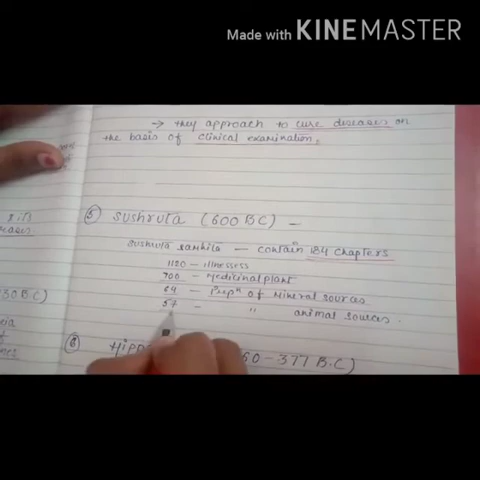 Made with KINEMASTER
→ they approach to cure diseases on
the basis of clinical examination.
5 Sushruta (600 BC) —
Sushruta samhita — contain 184 chapters
1120 — illnessess
700 — Medicinal plant
64 — Prepn of Mineral sources
57 — " animal sources.
6 Hipp 60 – 377 B.C)